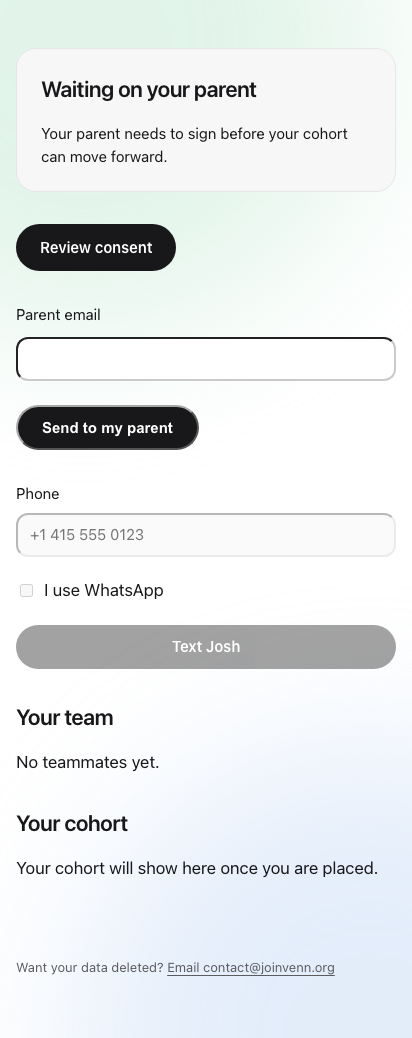 Waiting on your parent
Your parent needs to sign before your cohort
can move forward.
Review consent
Parent email
Send to my parent
Phone
+1 415 555 0123
I use WhatsApp
Text Josh
Your team
No teammates yet.
Your cohort
Your cohort will show here once you are placed.
Want your data deleted? Email contact@joinvenn.org